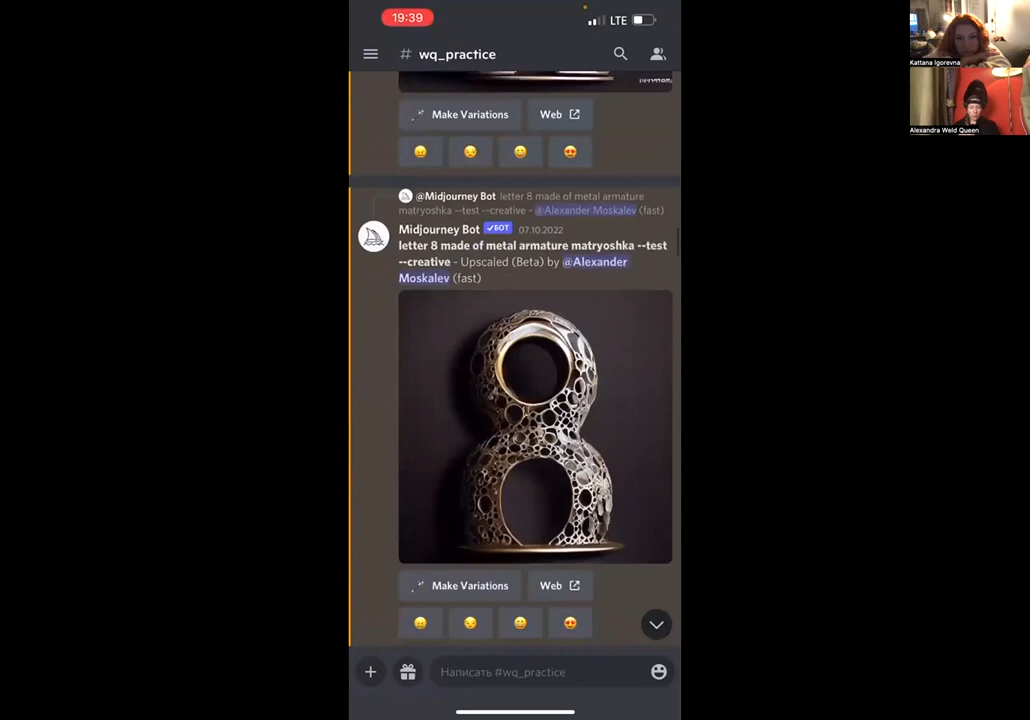 19:39
LTE
# wq_practice
Make Variations
Web
@Midjourney Bot letter 8 made of metal armature
matryoshka --test --creative - @Alexander Moskalev (fast)
Midjourney Bot ✓БОТ 07.10.2022
letter 8 made of metal armature matryoshka --test
--creative - Upscaled (Beta) by @Alexander
Moskalev (fast)
Make Variations
Web
Написать #wq_practice
Kattana Igorevna
Alexandra Weld Queen